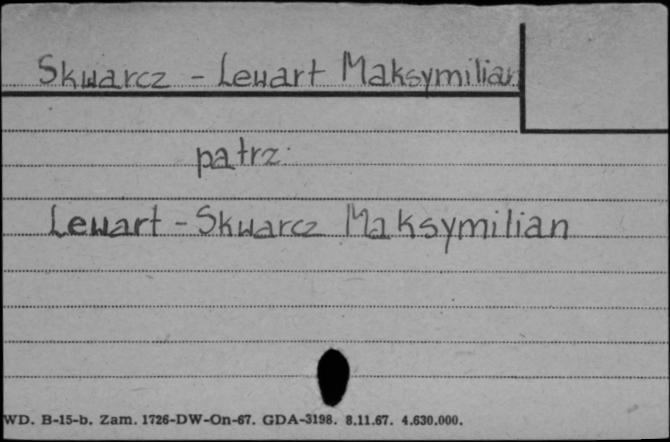 Skwarcz - Lewart Maksymilian
patrz
Lewart - Skwarcz Maksymilian
WD. B-15-b. Zam. 1726-DW-On-67. GDA-3198. 8.11.67. 4.630.000.